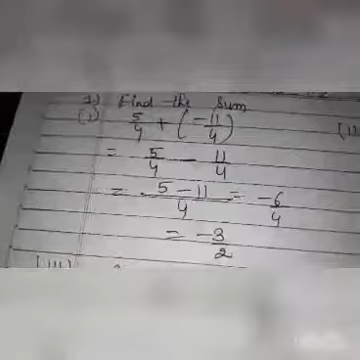 1) Find the Sum
(i) 5/4 + (-11/4)
= 5/4 - 11/4
= 5-11/4 = -6/4
= -3/2
(iii)